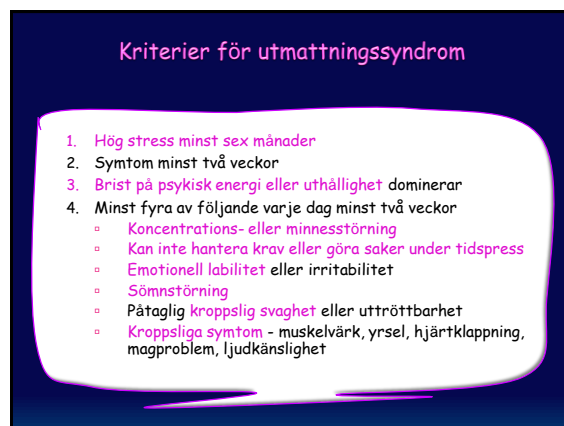 Kriterier för utmattningssyndrom
1. Hög stress minst sex månader
2. Symtom minst två veckor
3. Brist på psykisk energi eller uthållighet dominerar
4. Minst fyra av följande varje dag minst två veckor
▫ Koncentrations- eller minnesstörning
▫ Kan inte hantera krav eller göra saker under tidspress
▫ Emotionell labilitet eller irritabilitet
▫ Sömnstörning
▫ Påtaglig kroppslig svaghet eller uttröttbarhet
▫ Kroppsliga symtom - muskelvärk, yrsel, hjärtklappning,
magproblem, ljudkänslighet